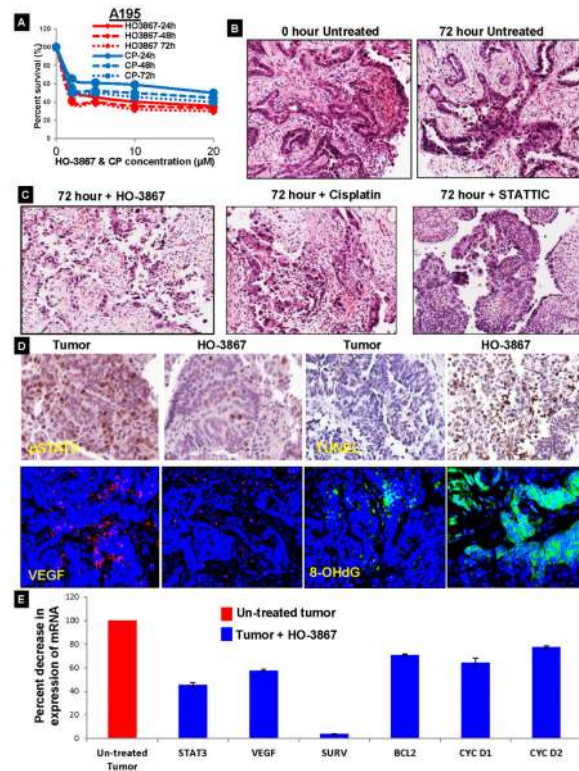 A
A195
HO3867-24h
HO3867-48h
HO3867 72h
CP-24h
CP-48h
CP-72h
Percent survival (%)
100
80
60
40
20
0
0 10 20
HO-3867 & CP concentration (µM)
B
0 hour Untreated
72 hour Untreated
C
72 hour + HO-3867
72 hour + Cisplatin
72 hour + STATTIC
D
Tumor
HO-3867
Tumor
HO-3867
pSTAT3
TUNEL
VEGF
8-OHdG
E
Percent decrease in
expression of mRNA
120
100
80
60
40
20
0
Un-treated tumor
Tumor + HO-3867
Un-treated
Tumor
STAT3
VEGF
SURV
BCL2
CYC D1
CYC D2